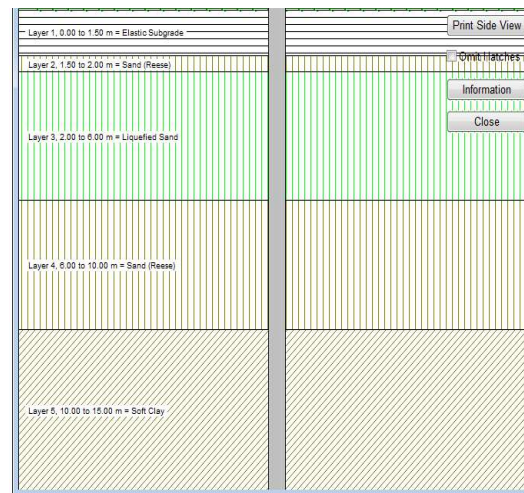 Layer 1, 0.00 to 1.50 m = Elastic Subgrade
Print Side View
Omit Hatches
Layer 2, 1.50 to 2.00 m = Sand (Reese)
Information
Close
Layer 3, 2.00 to 6.00 m = Liquefied Sand
Layer 4, 6.00 to 10.00 m = Sand (Reese)
Layer 5, 10.00 to 15.00 m = Soft Clay